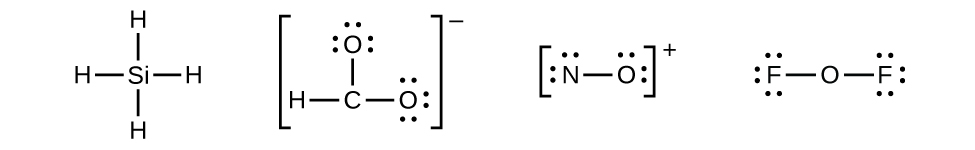 H
H Si H
H
O
H C O
[ ] –
[N O] +
F O F